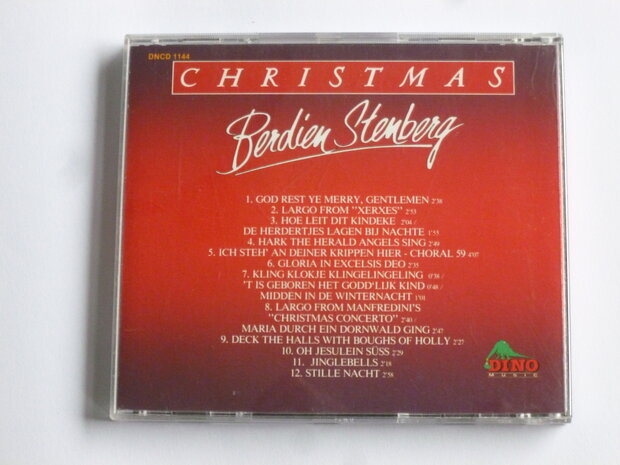 DNCD 1144
CHRISTMAS
Berdien Stenberg
1. GOD REST YE MERRY, GENTLEMEN 2'38
2. LARGO FROM "XERXES" 2'53
3. HOE LEIT DIT KINDEKE 2'04 /
DE HERDERTJES LAGEN BIJ NACHTE 1'55
4. HARK THE HERALD ANGELS SING 2'49
5. ICH STEH' AN DEINER KRIPPEN HIER - CHORAL 59 4'07
6. GLORIA IN EXCELSIS DEO 2'35
7. KLING KLOKJE KLINGELINGELING 0'38 /
'T IS GEBOREN HET GODD'LIJK KIND 0'48 /
MIDDEN IN DE WINTERNACHT 1'01
8. LARGO FROM MANFREDINI'S
"CHRISTMAS CONCERTO" 2'40 /
MARIA DURCH EIN DORNWALD GING 2'47
9. DECK THE HALLS WITH BOUGHS OF HOLLY 2'27
10. OH JESULEIN SÜSS 2'29
11. JINGLEBELLS 2'18
12. STILLE NACHT 2'58
DINO
MUSIC